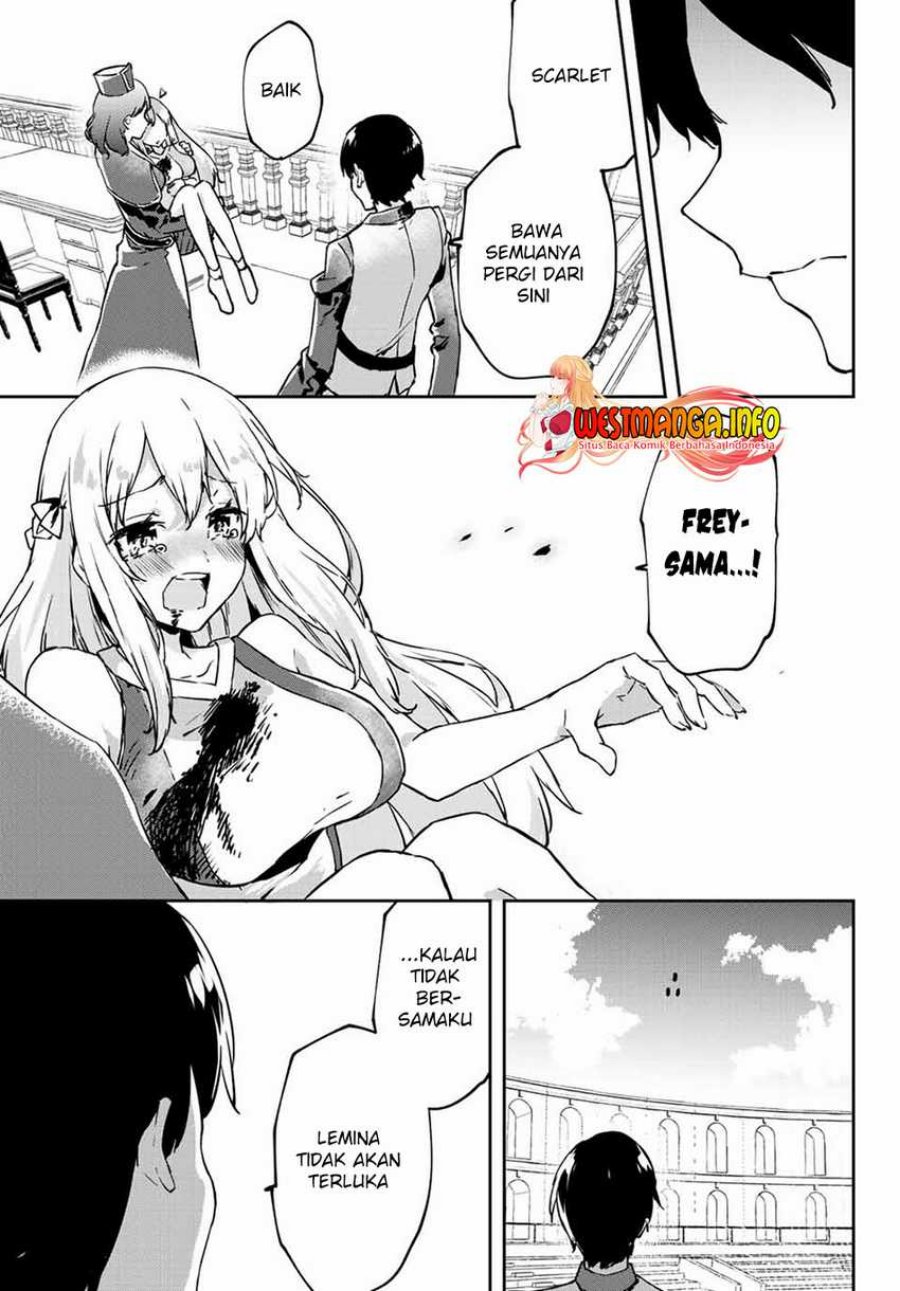 SCARLET
BAWA
SEMUANYA
PERGI DARI
SINI
BAIK
WESTMANGA.INFO
Situs Baca Komik Berbahasa Indonesia
FREY-
SAMA...!
...KALAU
TIDAK
BER-
SAMAKU
LEMINA
TIDAK AKAN
TERLUKA